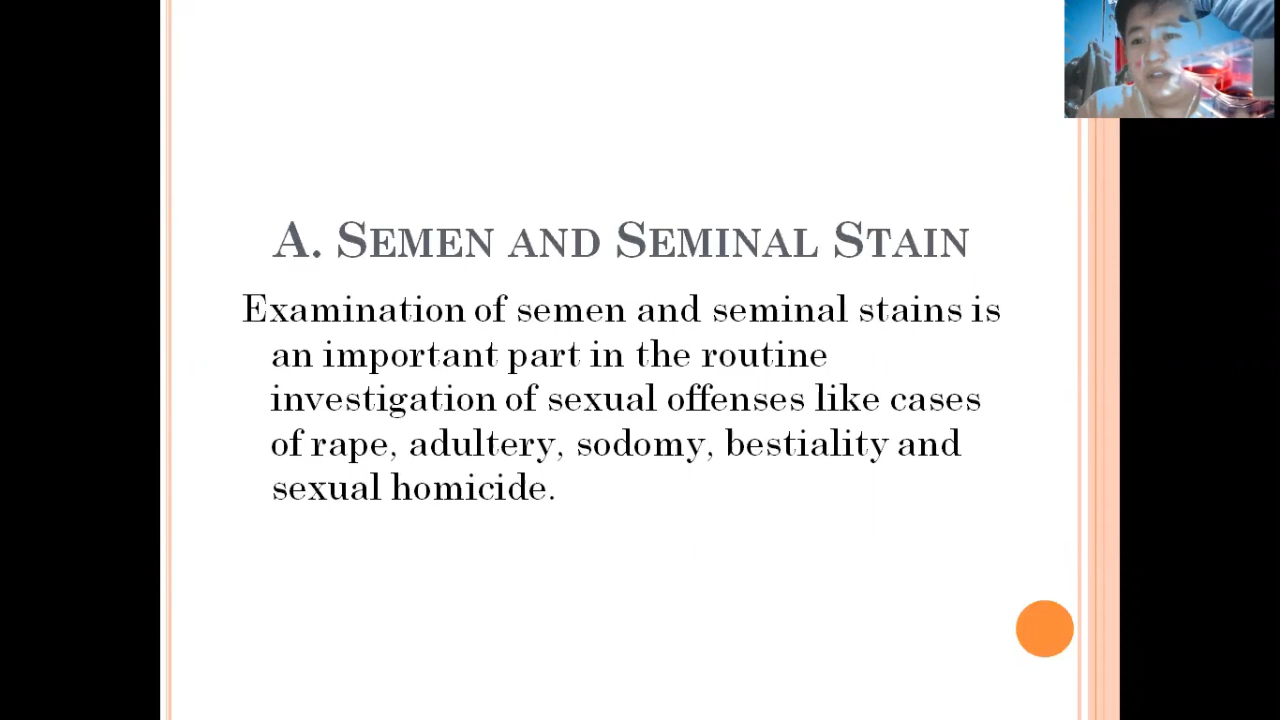 A. Semen and Seminal Stain
Examination of semen and seminal stains is
an important part in the routine
investigation of sexual offenses like cases
of rape, adultery, sodomy, bestiality and
sexual homicide.